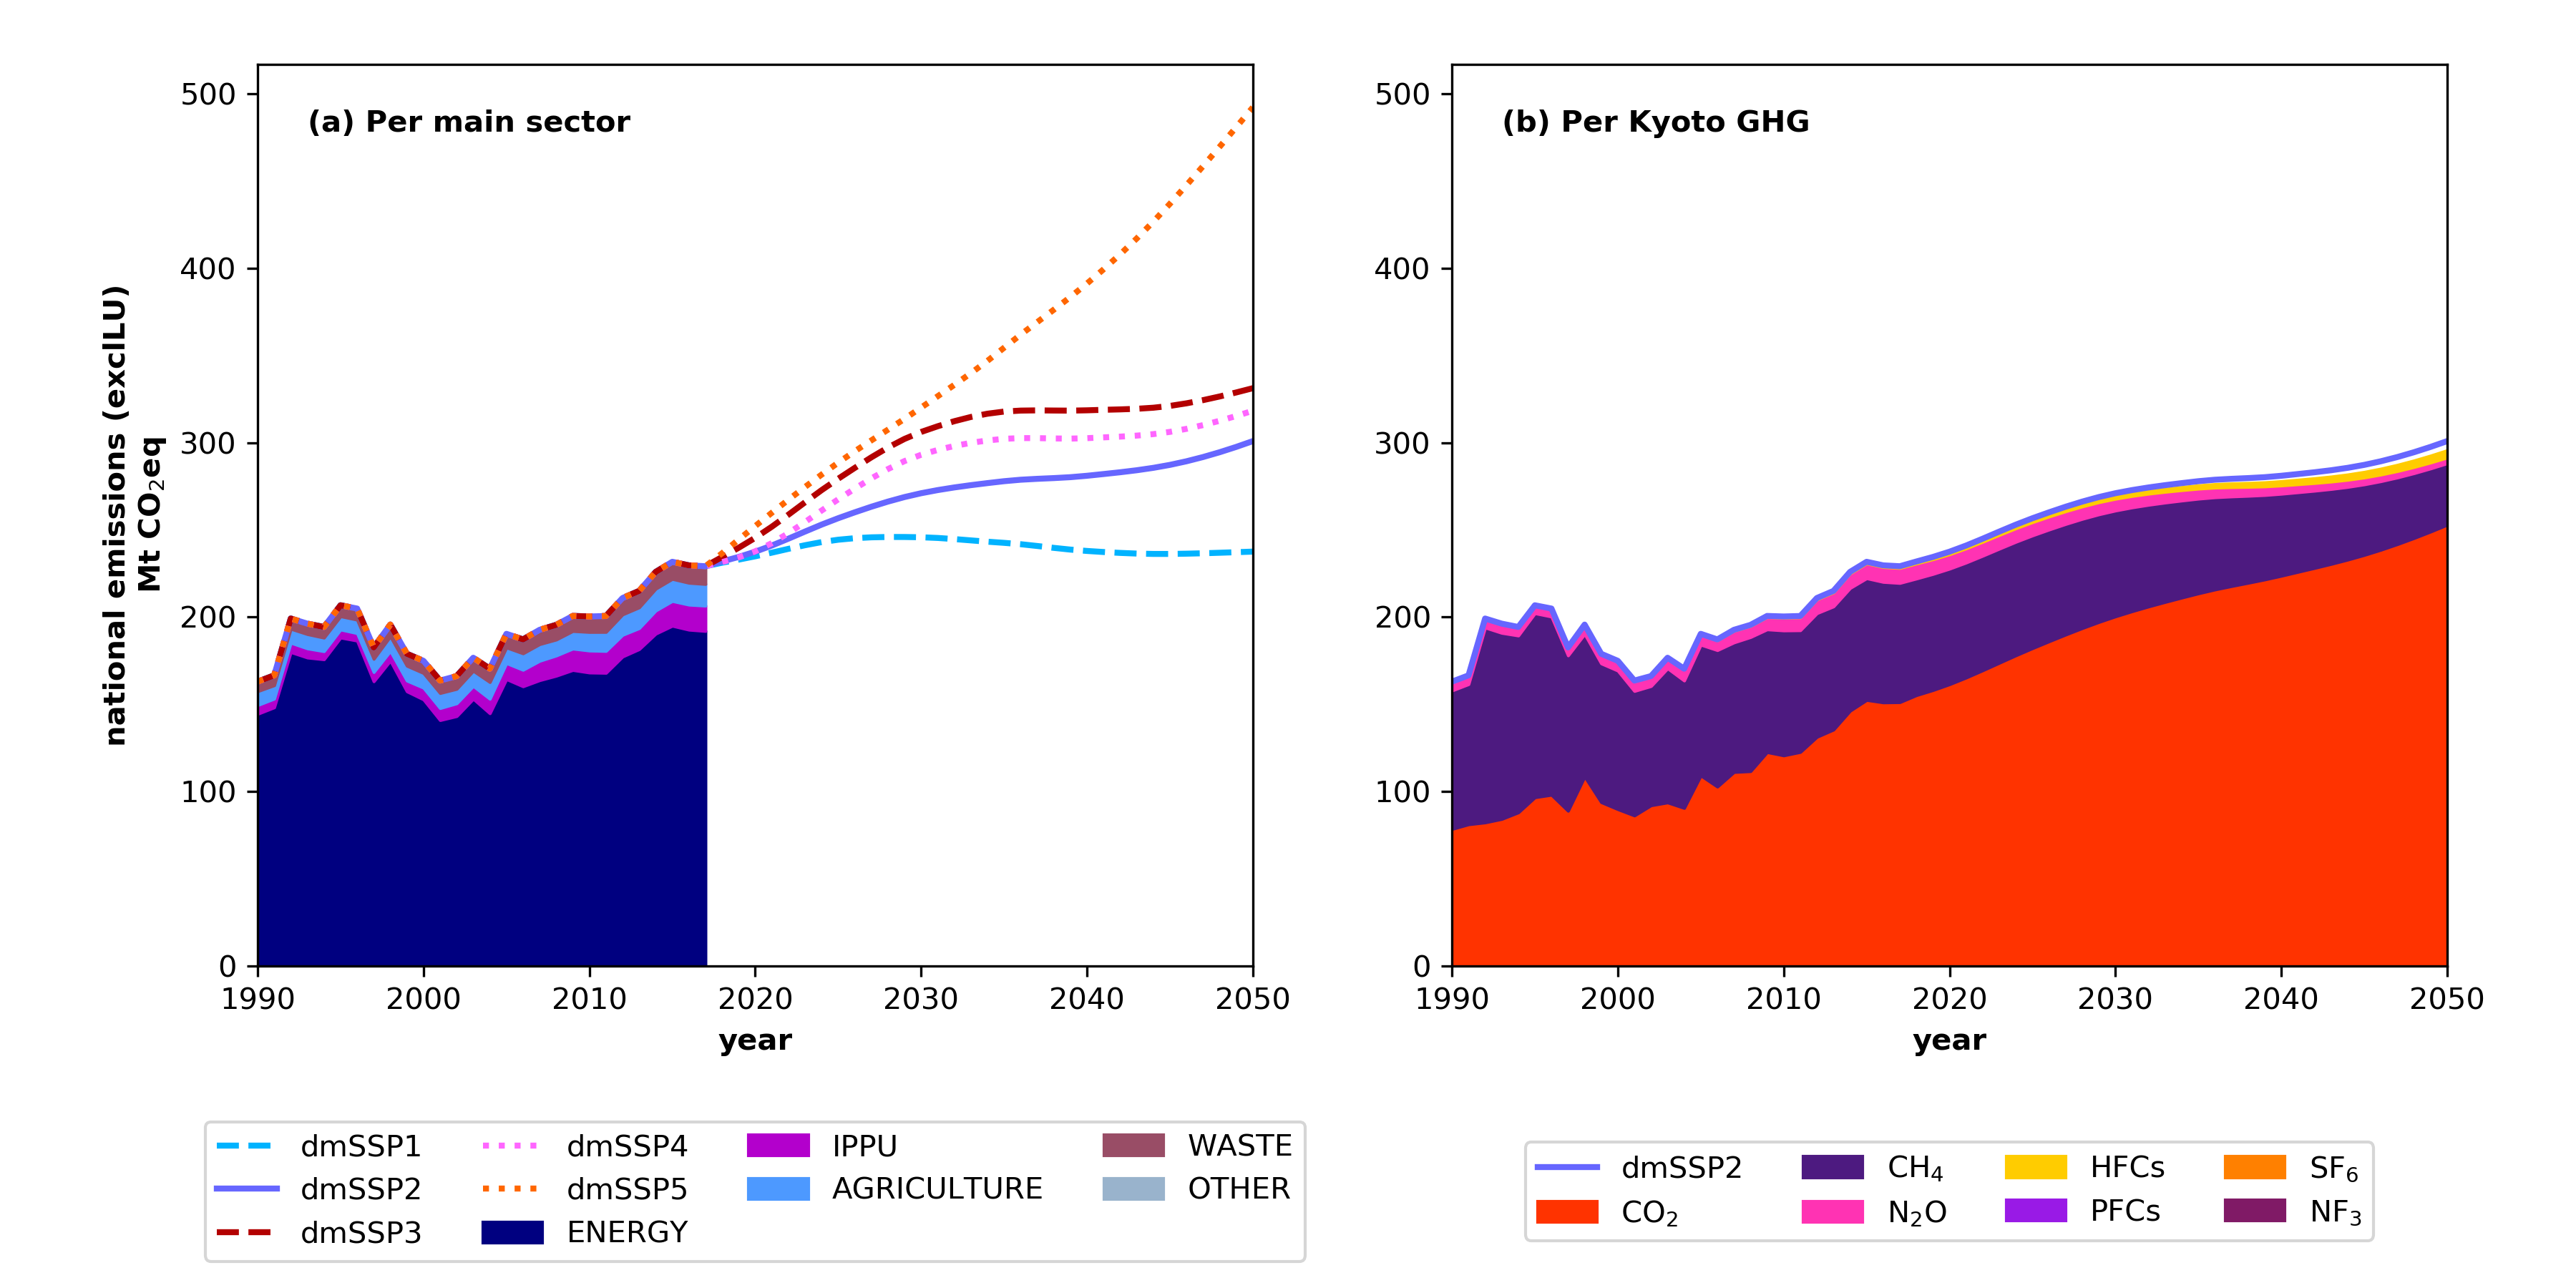 (a) Per main sector
national emissions (exclLU)
Mt CO₂eq
500
400
300
200
100
0
1990 2000 2010 2020 2030 2040 2050
year
dmSSP1 dmSSP4 IPPU WASTE
dmSSP2 dmSSP5 AGRICULTURE OTHER
dmSSP3 ENERGY
(b) Per Kyoto GHG
500
400
300
200
100
0
1990 2000 2010 2020 2030 2040 2050
year
dmSSP2 CH₄ HFCs SF₆
CO₂ N₂O PFCs NF₃